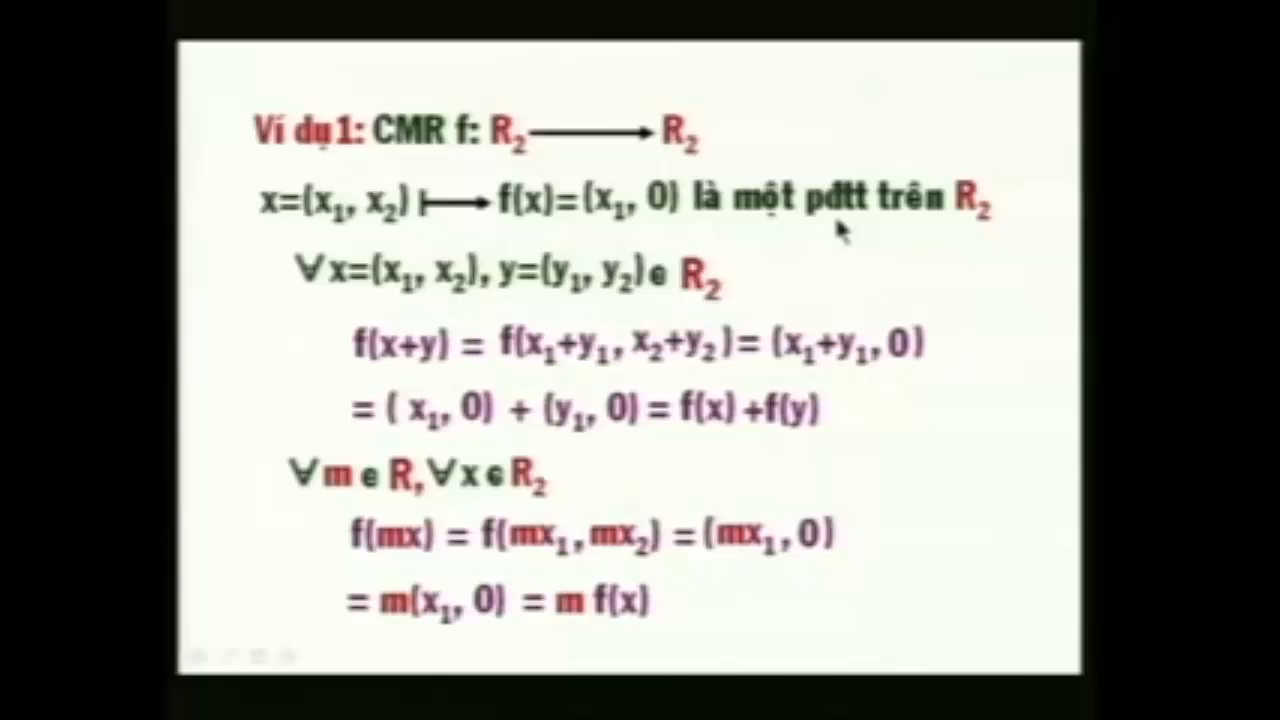 Ví dụ1: CMR f: R₂ ⟶ R₂
x=(x₁, x₂) ⟼ f(x)=(x₁, 0) là một pđtt trên R₂
∀x=(x₁, x₂), y=(y₁, y₂)∈ R₂
f(x+y) = f(x₁+y₁, x₂+y₂)= (x₁+y₁, 0)
= ( x₁, 0) + (y₁, 0) = f(x) +f(y)
∀m ∈ R,∀x ∈ R₂
f(mx) = f(mx₁, mx₂) = (mx₁, 0)
= m(x₁, 0) = m f(x)